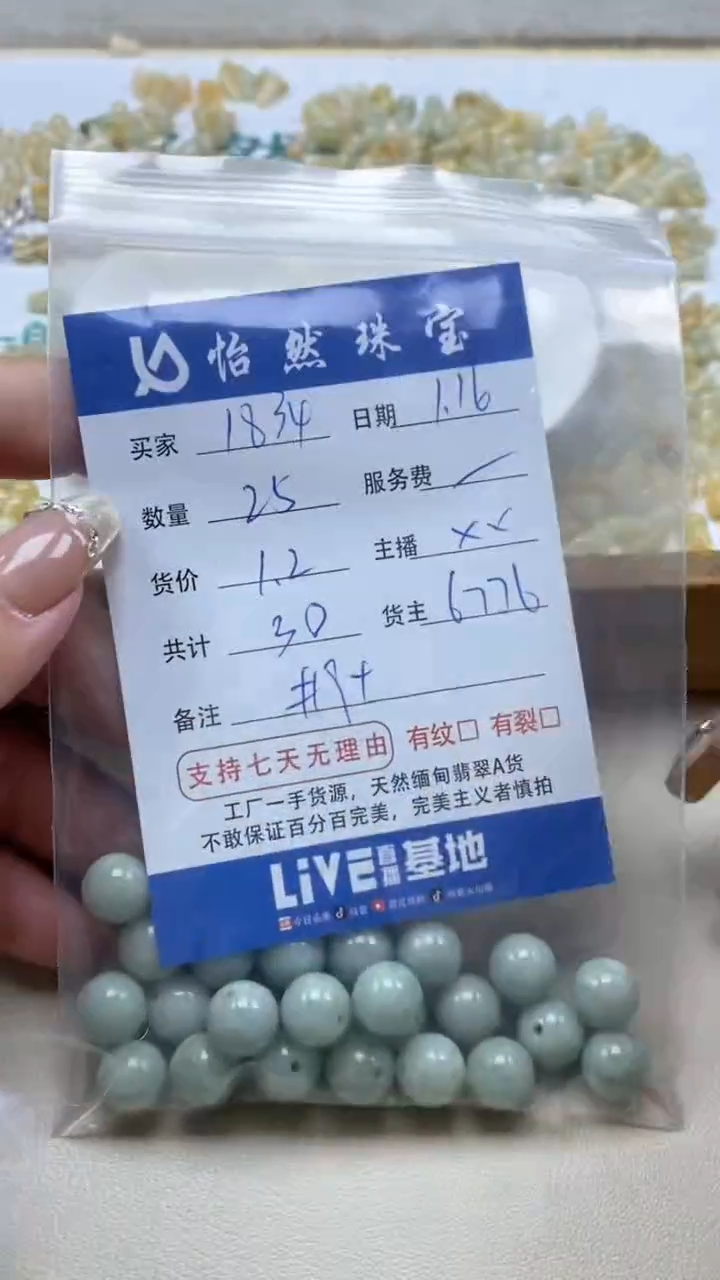 怡然珠宝
买家 1834 日期 1.16
数量 25 服务费
货价 1.2 主播
共计 30 货主 6776
备注
支持七天无理由 有纹□ 有裂□
工厂一手货源，天然缅甸翡翠A货
不敢保证百分百完美，完美主义者慎拍
LiVE直播基地